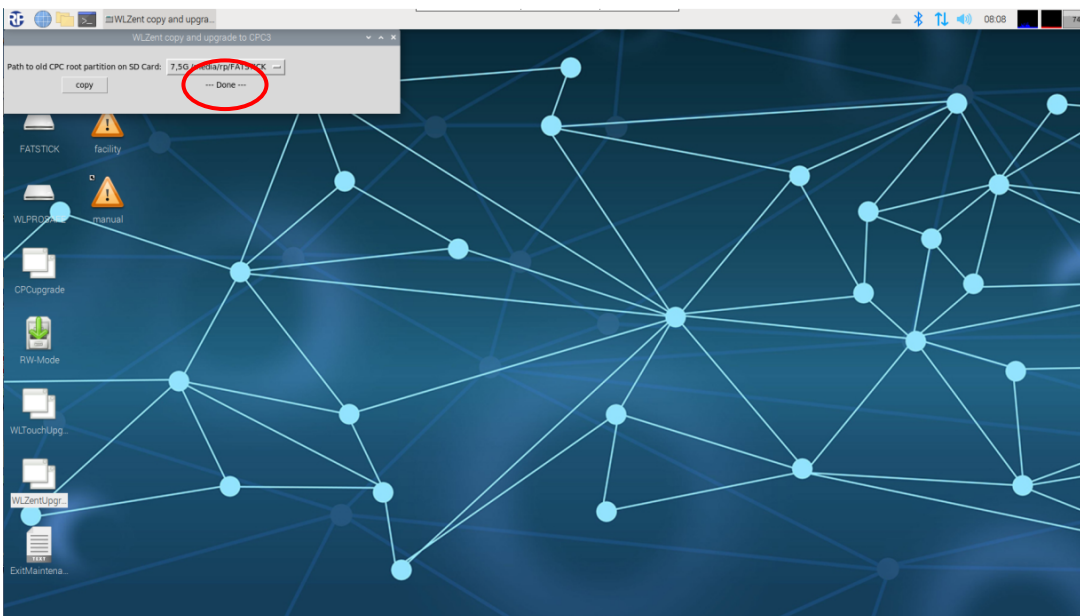 WLZent copy and upgra...
08:08
74
WLZent copy and upgrade to CPC3
Path to old CPC root partition on SD Card:
7,5G /media/rp/FATSTICK
copy
--- Done ---
FATSTICK
facility
manual
CPCupgrade
RW-Mode
WLTouchUpg...
WLZentUpgr...
TEXT
ExitMaintena...